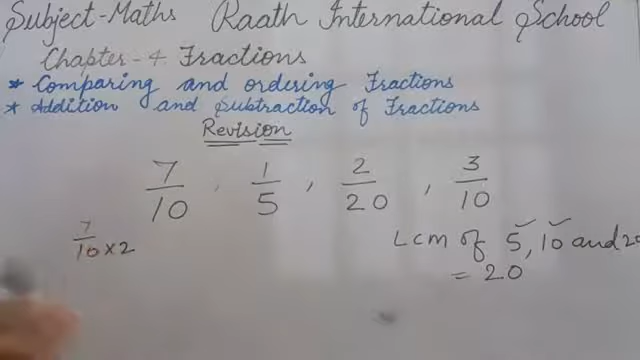 Subject-Maths Raath International School
Chapter-4 Fractions
* Comparing and ordering Fractions
* Addition and Subtraction of Fractions
Revision
7/10, 1/5, 2/20, 3/10
7/10×2
LCM of 5, 10 and 20
= 20